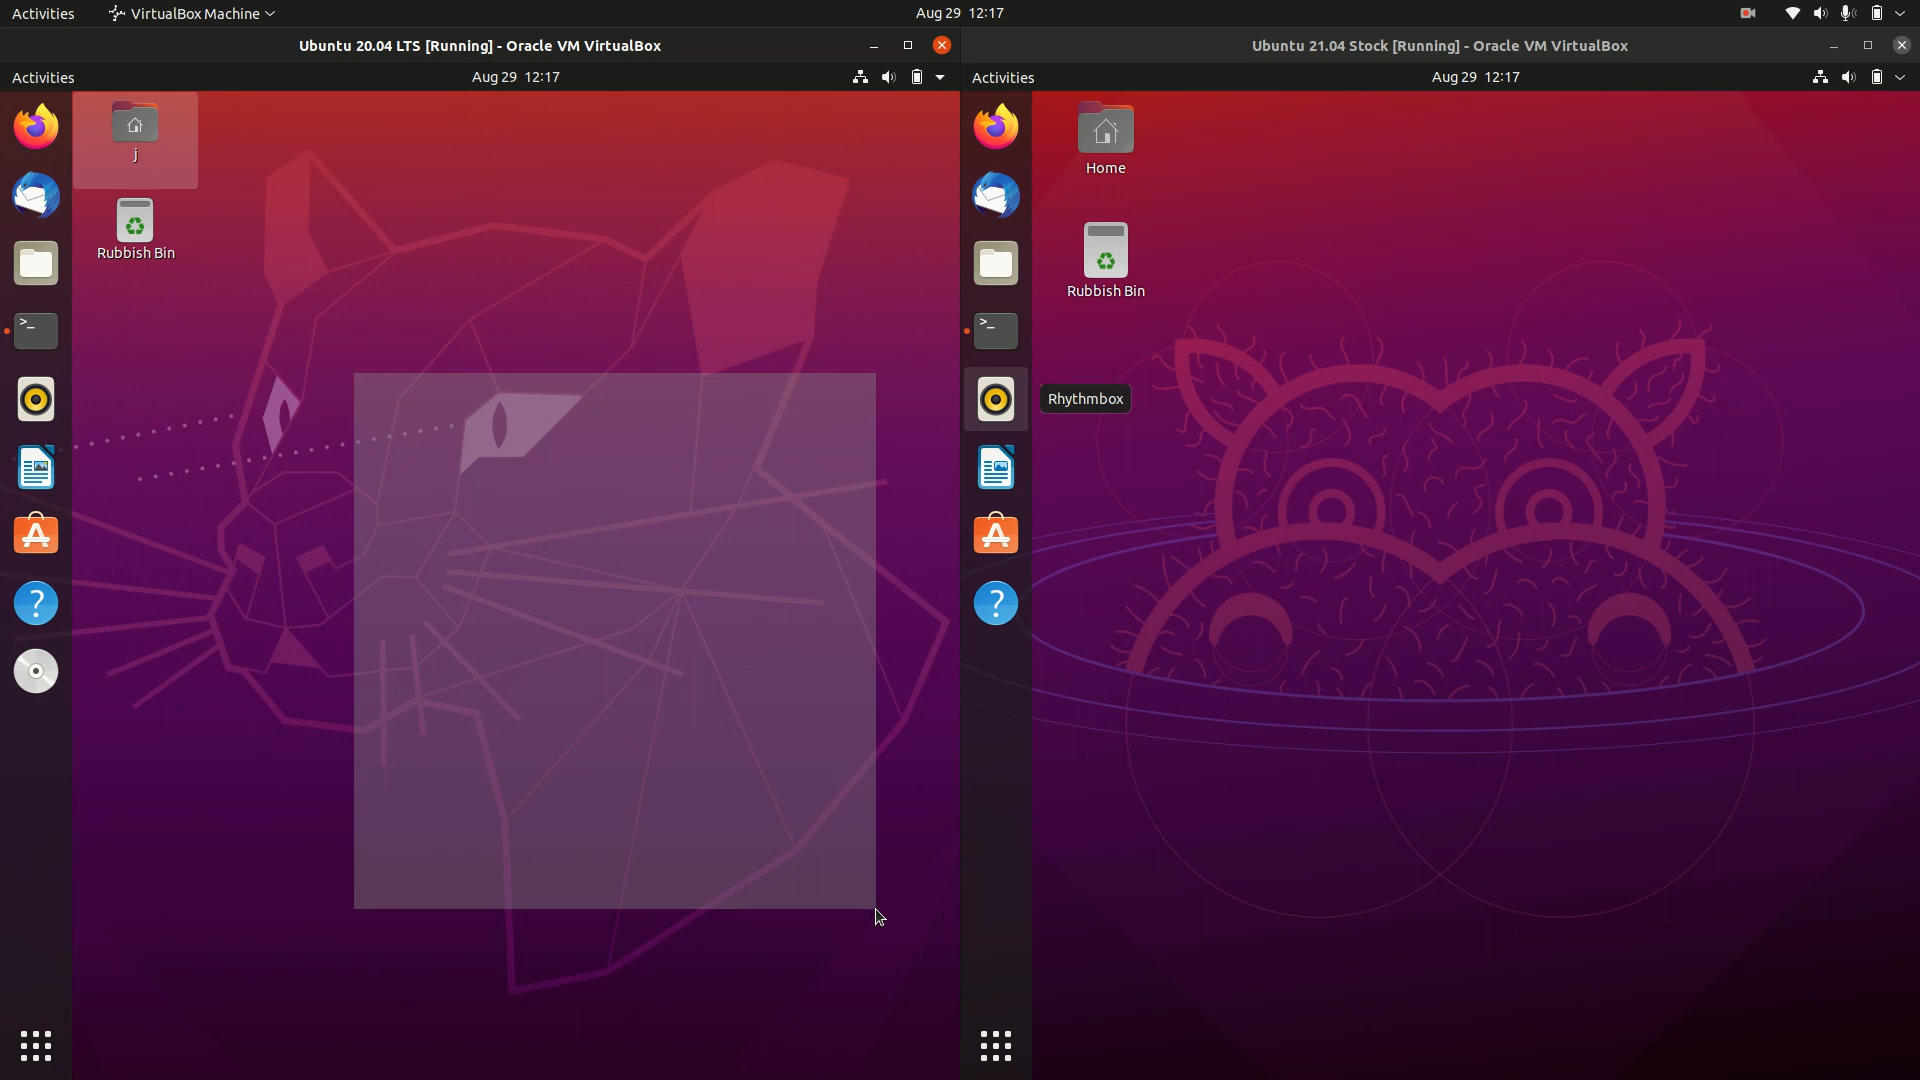 Activities VirtualBox Machine Aug 29 12:17
Ubuntu 20.04 LTS [Running] - Oracle VM VirtualBox
Activities Aug 29 12:17
j
Rubbish Bin
Ubuntu 21.04 Stock [Running] - Oracle VM VirtualBox
Activities Aug 29 12:17
Home
Rubbish Bin
Rhythmbox